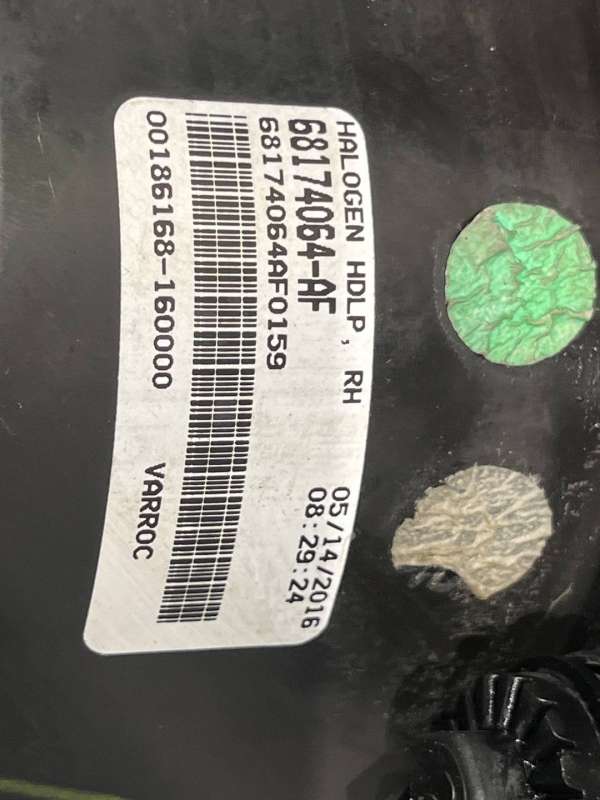 HALOGEN HDLP, RH 05/14/2016
68174064-AF 08:29:24
68174064AF0159
00186168-160000 VARROC